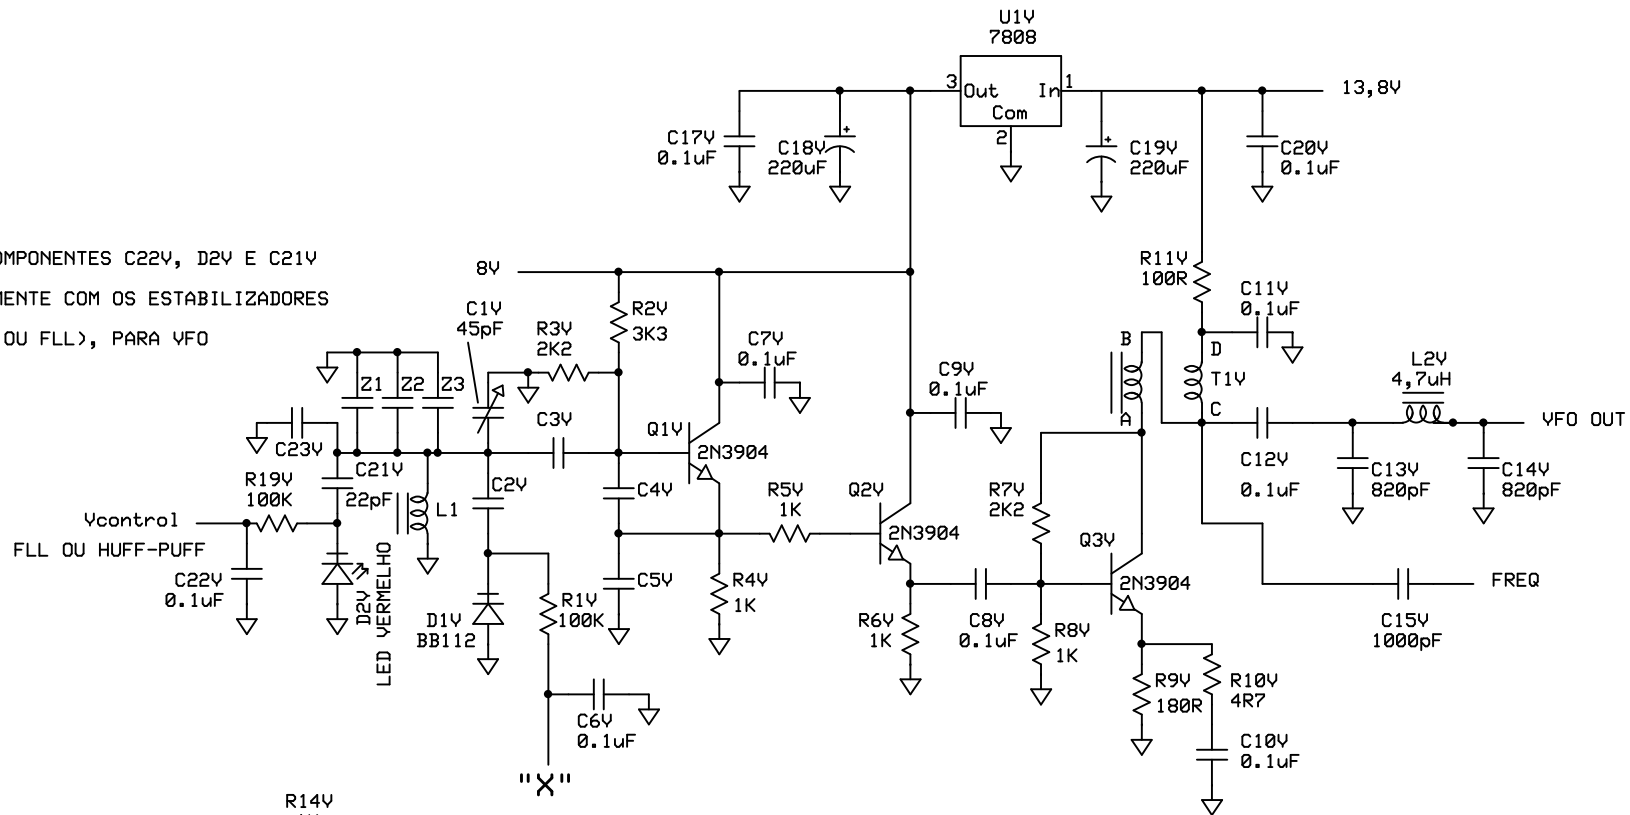 U1V
7808
3
Out
In
1
Com
2
13,8V
C17V
0.1uF
C18V
220uF
+
+
C19V
220uF
C20V
0.1uF
OMPONENTES C22V, D2V E C21V
MENTE COM OS ESTABILIZADORES
OU FLL), PARA VFO
8V
C1V
45pF
R3V
2K2
R2V
3K3
C7V
0.1uF
R11V
100R
C11V
0.1uF
B
D
T1V
C
A
L2V
4,7uH
C9V
0.1uF
Z1
Z2
Z3
C3V
Q1V
2N3904
C23V
C12V
0.1uF
VFO OUT
C13V
820pF
C14V
820pF
R19V
100K
C21V
22pF
L1
C2V
C4V
R5V
1K
Q2V
2N3904
R7V
2K2
Q3V
2N3904
Vcontrol
FLL OU HUFF-PUFF
C22V
0.1uF
D2V
LED VERMELHO
D1V
BB112
R1V
100K
C5V
R4V
1K
R6V
1K
C8V
0.1uF
R8V
1K
FREQ
C15V
1000pF
R9V
180R
R10V
4R7
C6V
0.1uF
C10V
0.1uF
"X"
R14V